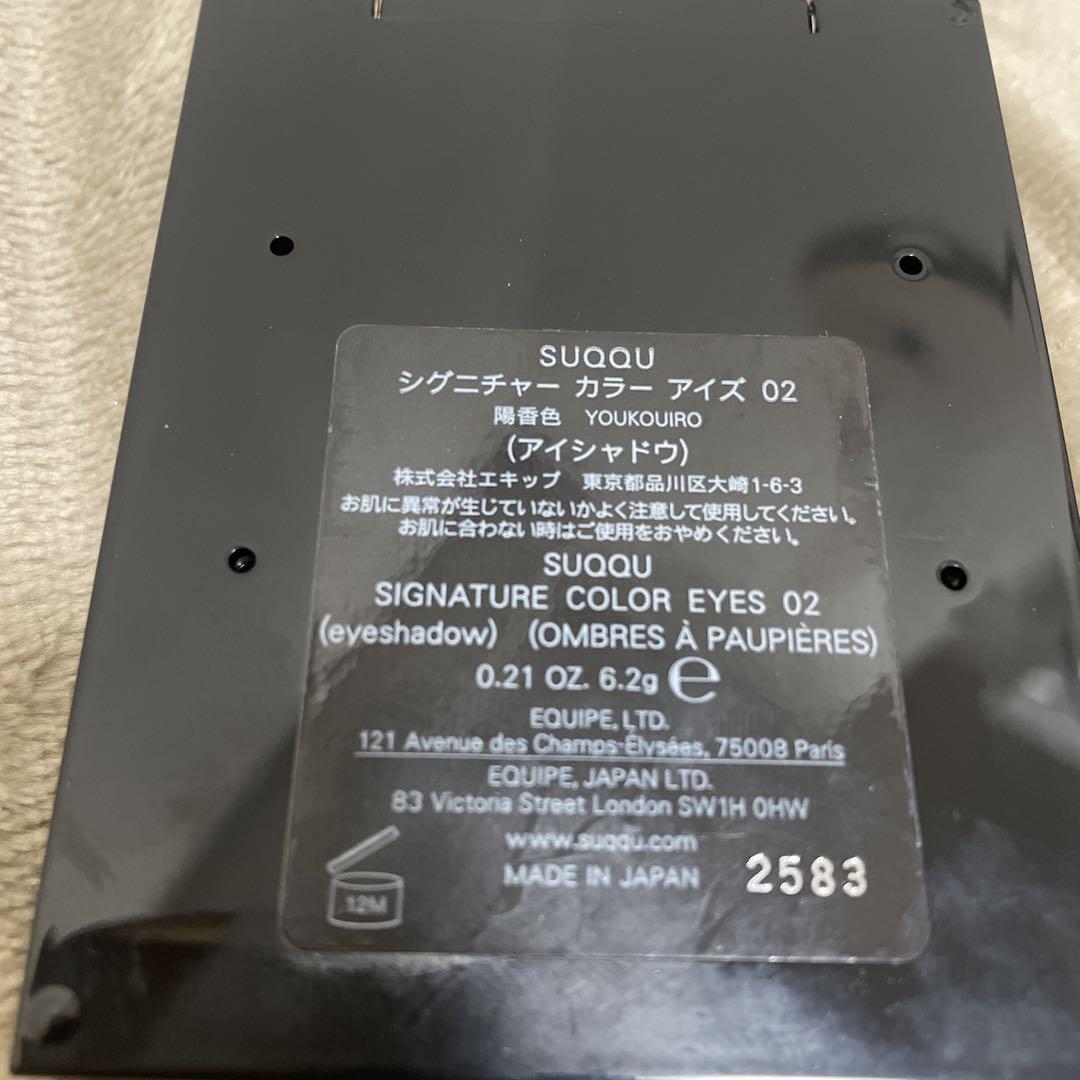 SUQQU
シグニチャー カラー アイズ 02
陽香色 YOUKOUIRO
(アイシャドウ)
株式会社エキップ 東京都品川区大崎1-6-3
お肌に異常が生じていないかよく注意して使用してください。
お肌に合わない時はご使用をおやめください。
SUQQU
SIGNATURE COLOR EYES 02
(eyeshadow) (OMBRES À PAUPIÈRES)
0.21 OZ. 6.2g ℮
EQUIPE, LTD.
121 Avenue des Champs-Élysées, 75008 Paris
EQUIPE, JAPAN LTD.
83 Victoria Street London SW1H 0HW
www.suqqu.com
MADE IN JAPAN 2583
12M